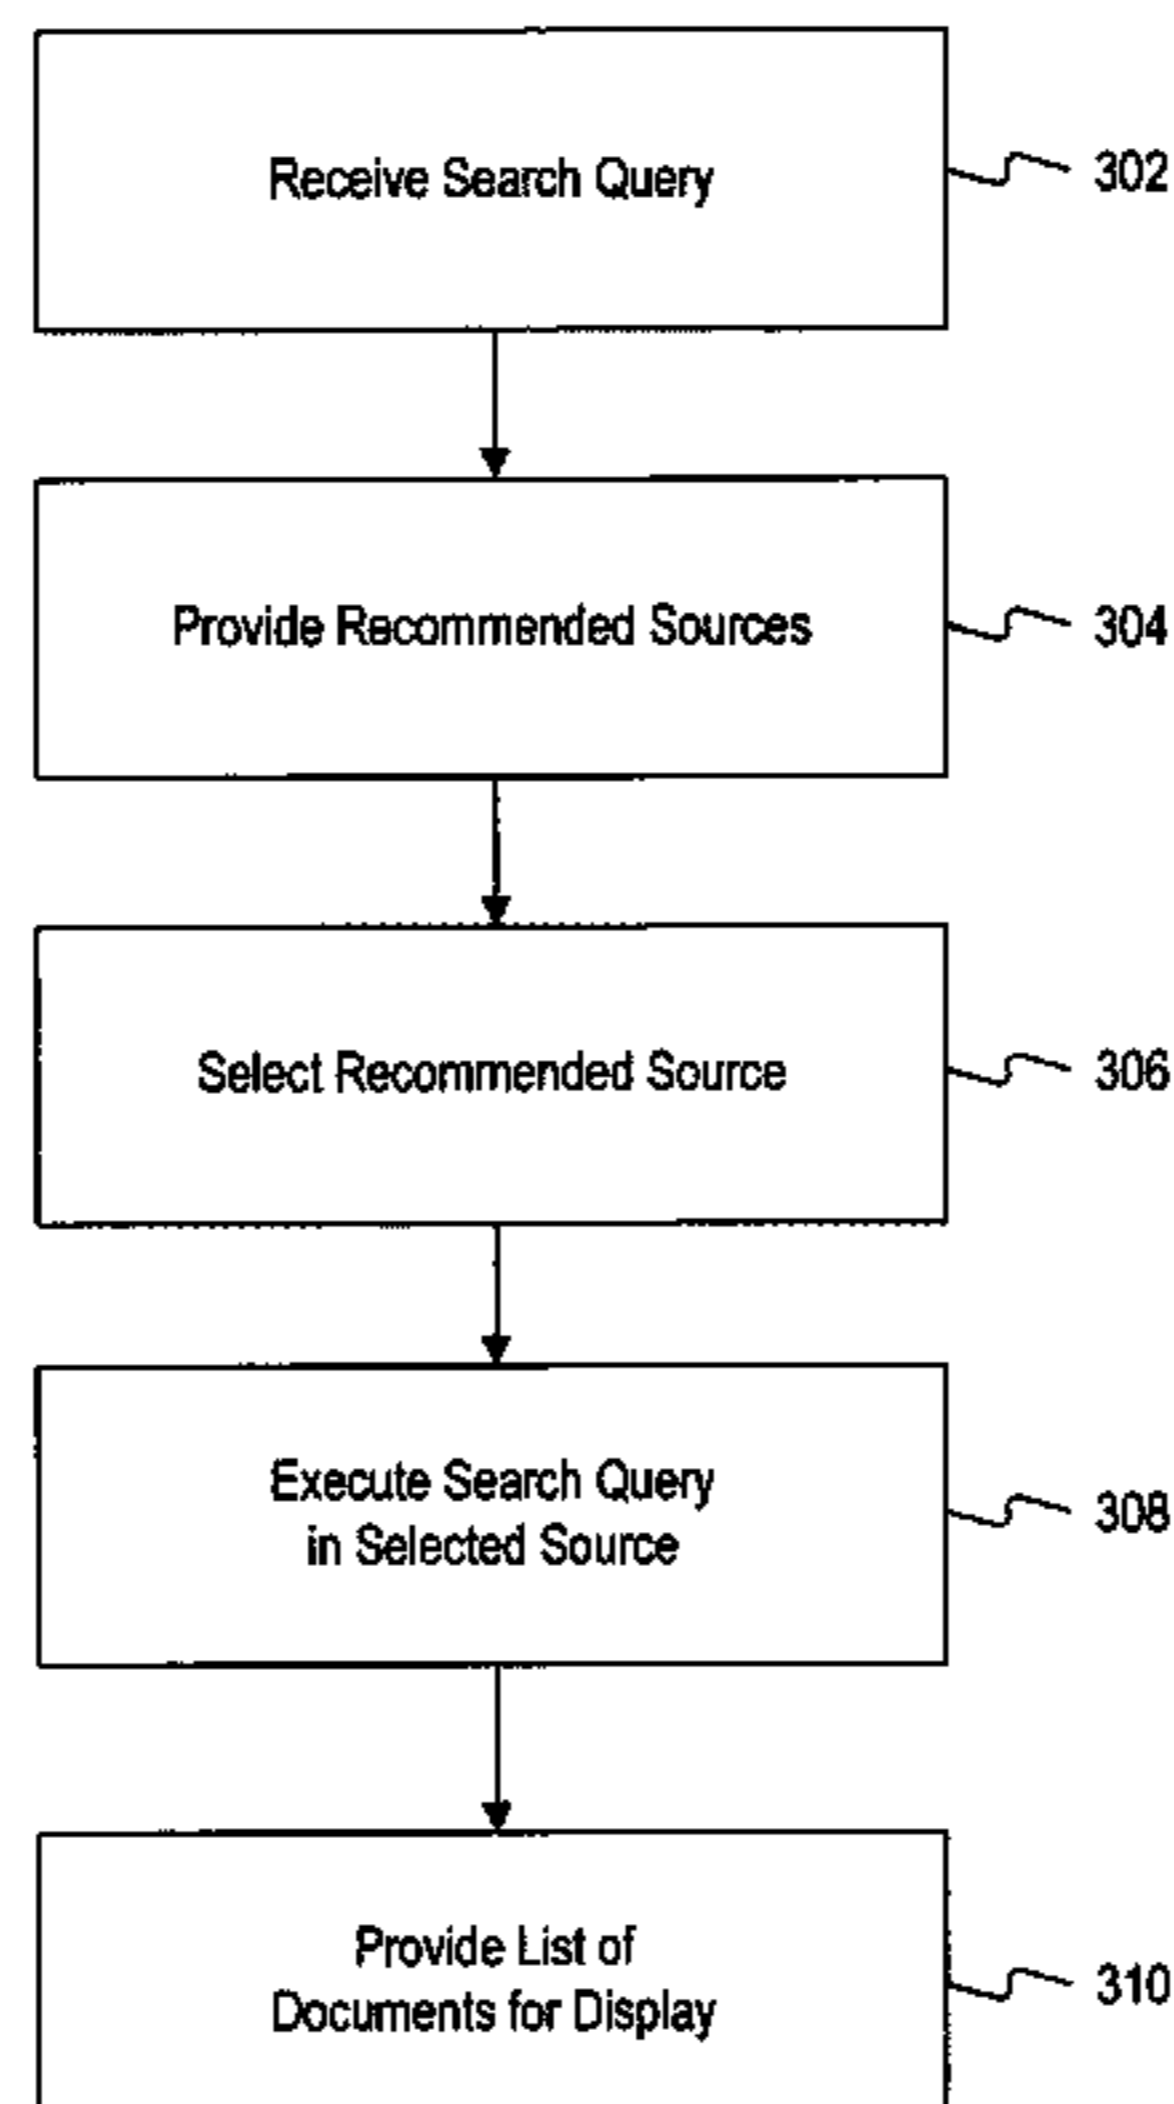 Receive Search Query
302
Provide Recommended Sources
304
Select Recommended Source
306
Execute Search Query
in Selected Source
308
Provide List of
Documents for Display
310